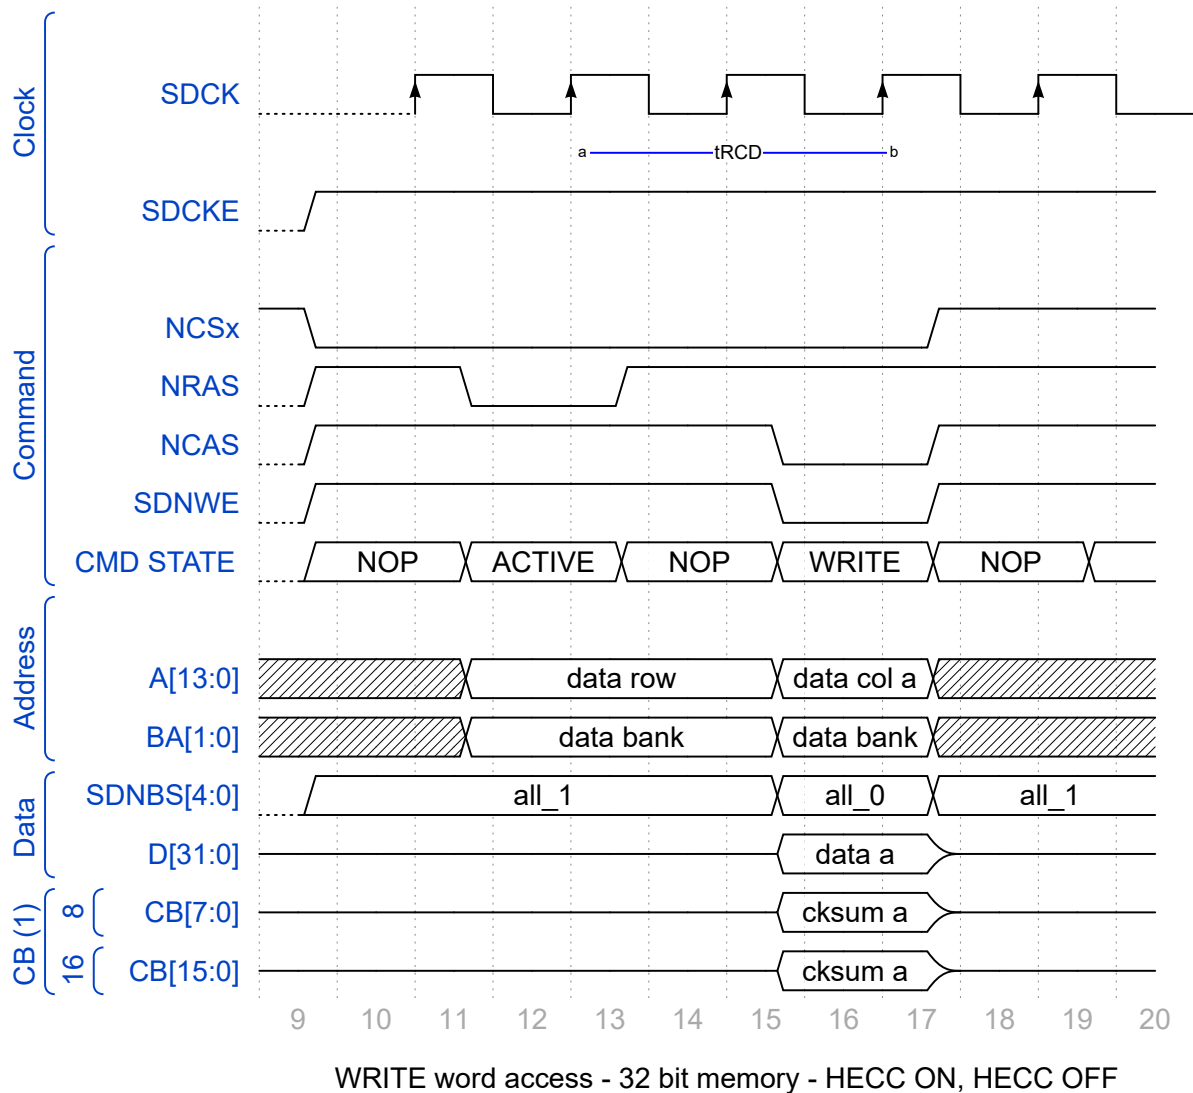 Clock
SDCK
a tRCD b
SDCKE
Command
NCSx
NRAS
NCAS
SDNWE
CMD STATE NOP ACTIVE NOP WRITE NOP
Address
A[13:0] data row data col a
BA[1:0] data bank data bank
Data
SDNBS[4:0] all_1 all_0 all_1
D[31:0] data a
CB (1)
8 CB[7:0] cksum a
16 CB[15:0] cksum a
9 10 11 12 13 14 15 16 17 18 19 20
WRITE word access - 32 bit memory - HECC ON, HECC OFF